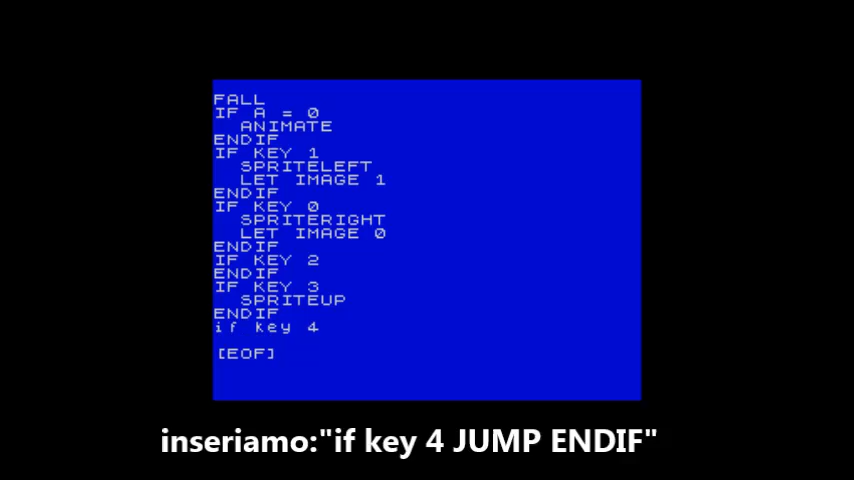 FALL
IF A = 0
ANIMATE
ENDIF
IF KEY 1
SPRITELEFT
LET IMAGE 1
ENDIF
IF KEY 0
SPRITERIGHT
LET IMAGE 0
ENDIF
IF KEY 2
ENDIF
IF KEY 3
SPRITEUP
ENDIF
if key 4
[EOF]
inseriamo:"if key 4 JUMP ENDIF"